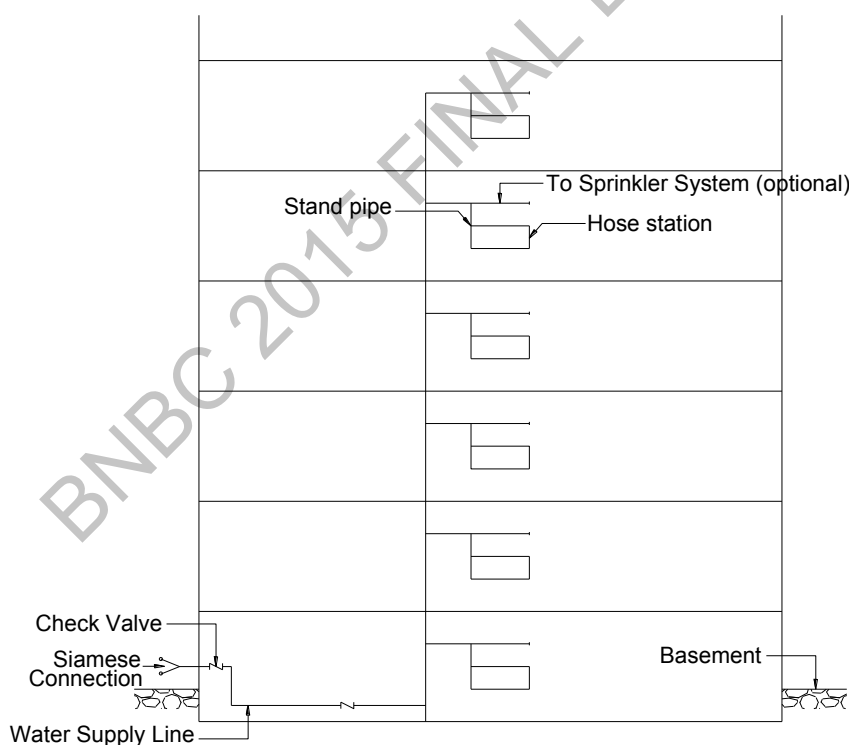 BNBC 2015 FINAL
To Sprinkler System (optional)
Stand pipe
Hose station
Check Valve
Siamese
Connection
Basement
Water Supply Line